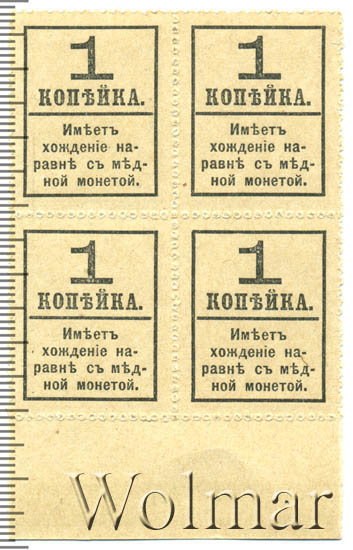 1 1
КОПѢЙКА. КОПѢЙКА.
Имѣетъ Имѣетъ
хожденіе на- хожденіе на-
равнѣ съ мѣд- равнѣ съ мѣд-
ной монетой. ной монетой.
1 1
КОПѢЙКА. КОПѢЙКА.
Имѣетъ Имѣетъ
хожденіе на- хожденіе на-
равнѣ съ мѣд- равнѣ съ мѣд-
ной монетой. ной монетой.
Wolmar